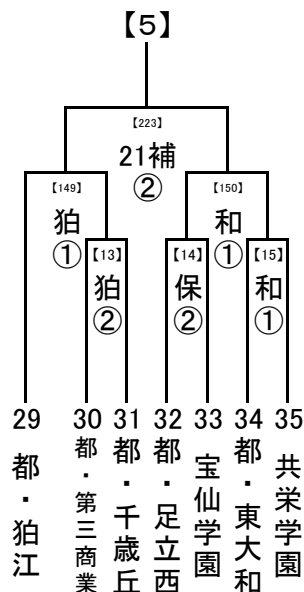 【5】
【223】
21補
②
【149】
狛
①
【150】
和
①
【13】
狛
②
【14】
保
②
【15】
和
①
29 都・狛江
30 都・第三商業
31 都・千歳丘
32 都・足立西
33 宝仙学園
34 都・東大和
35 共栄学園